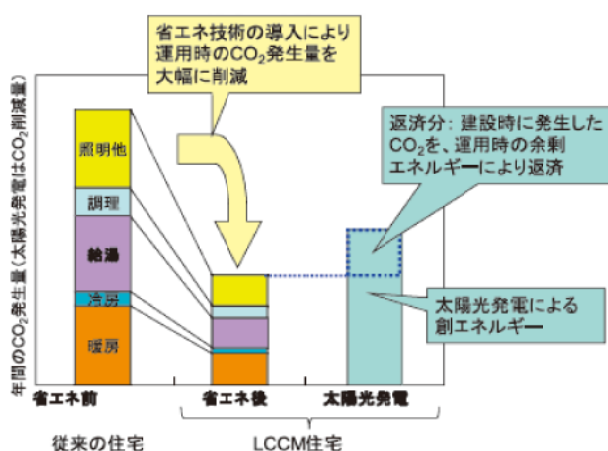 省エネ技術の導入により
運用時のCO₂発生量を
大幅に削減
返済分：建設時に発生した
CO₂を、運用時の余剰
エネルギーにより返済
太陽光発電による
創エネルギー
年間のCO₂発生量(太陽光発電はCO₂削減量)
照明他
調理
給湯
冷房
暖房
省エネ前
省エネ後
太陽光発電
従来の住宅
LCCM住宅